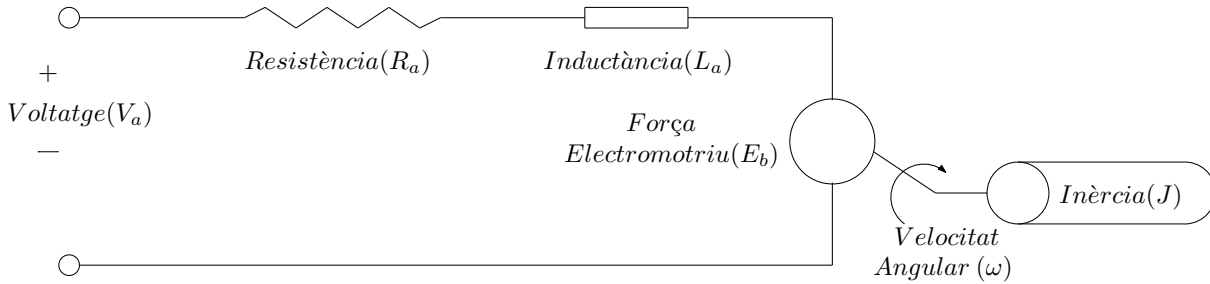 Resistència(R_a)
Inductància(L_a)
+
Voltatge(V_a)
−
Força
Electromotriu(E_b)
Inèrcia(J)
Velocitat
Angular (ω)